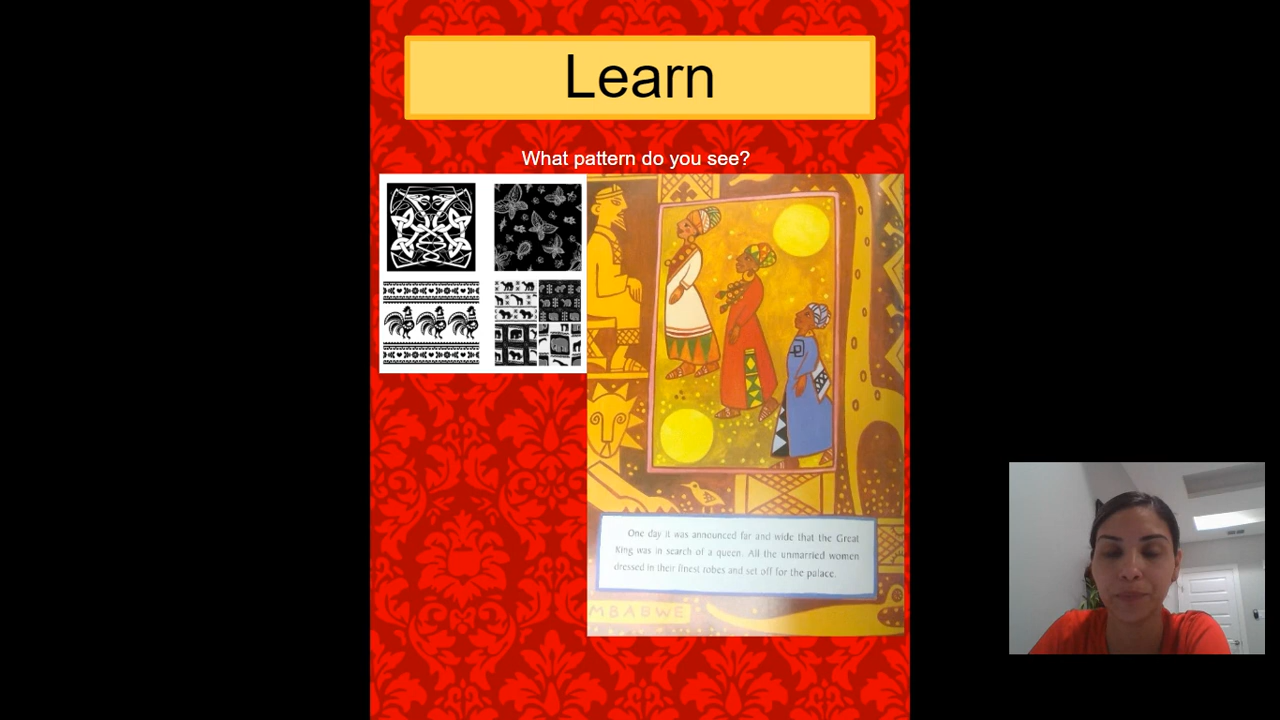 Learn
What pattern do you see?
One day it was announced far and wide that the Great
King was in search of a queen. All the unmarried women
dressed in their finest robes and set off for the palace.
MBABWE